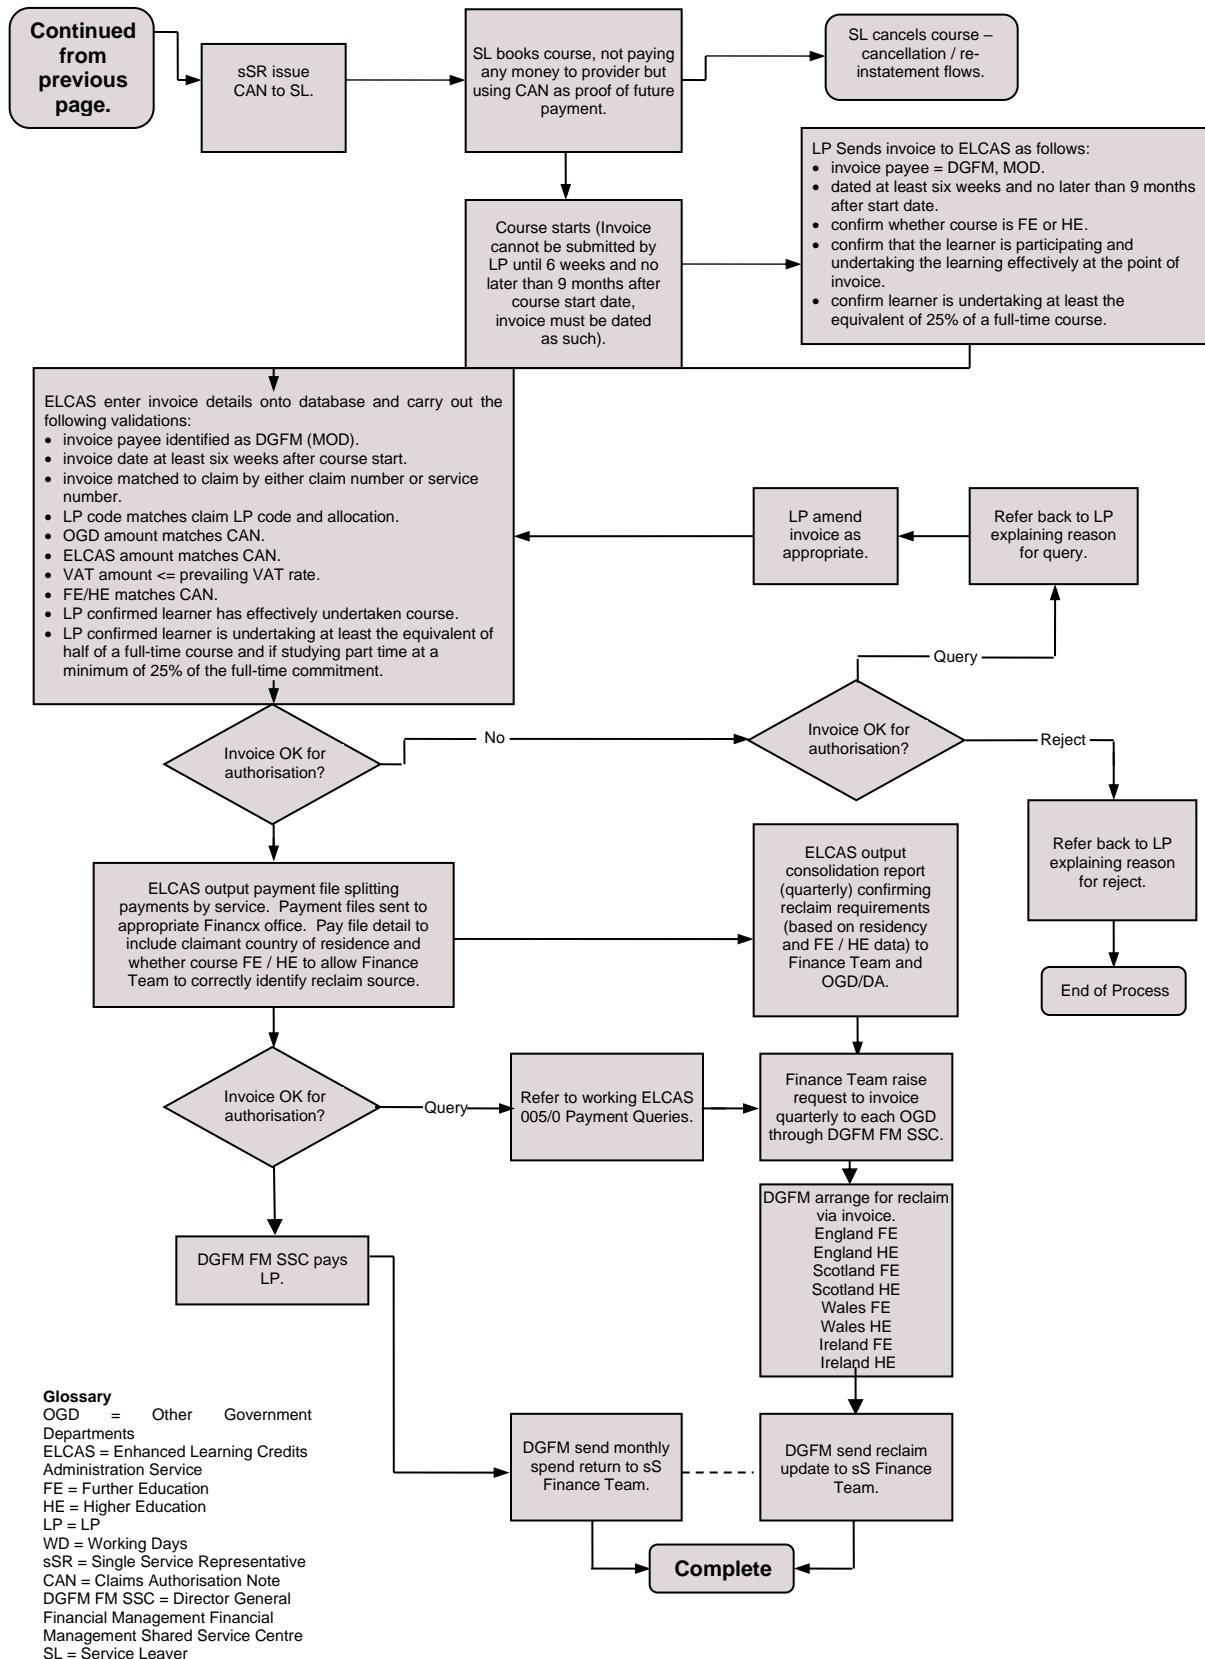 Continued
from
previous
page.
sSR issue
CAN to SL.
SL books course, not paying
any money to provider but
using CAN as proof of future
payment.
SL cancels course –
cancellation / re-
instatement flows.
LP Sends invoice to ELCAS as follows:
• invoice payee = DGFM, MOD.
• dated at least six weeks and no later than 9 months
after start date.
• confirm whether course is FE or HE.
• confirm that the learner is participating and
undertaking the learning effectively at the point of
invoice.
• confirm learner is undertaking at least the
equivalent of 25% of a full-time course.
Course starts (Invoice
cannot be submitted by
LP until 6 weeks and no
later than 9 months after
course start date,
invoice must be dated
as such).
ELCAS enter invoice details onto database and carry out the
following validations:
• invoice payee identified as DGFM (MOD).
• invoice date at least six weeks after course start.
• invoice matched to claim by either claim number or service
number.
• LP code matches claim LP code and allocation.
• OGD amount matches CAN.
• ELCAS amount matches CAN.
• VAT amount <= prevailing VAT rate.
• FE/HE matches CAN.
• LP confirmed learner has effectively undertaken course.
• LP confirmed learner is undertaking at least the equivalent of
half of a full-time course and if studying part time at a
minimum of 25% of the full-time commitment.
LP amend
invoice as
appropriate.
Refer back to LP
explaining reason
for query.
Query
Invoice OK for
authorisation?
No
Invoice OK for
authorisation?
Reject
Refer back to LP
explaining reason
for reject.
End of Process
ELCAS output payment file splitting
payments by service. Payment files sent to
appropriate Financx office. Pay file detail to
include claimant country of residence and
whether course FE / HE to allow Finance
Team to correctly identify reclaim source.
ELCAS output
consolidation report
(quarterly) confirming
reclaim requirements
(based on residency
and FE / HE data) to
Finance Team and
OGD/DA.
Invoice OK for
authorisation?
Query
Refer to working ELCAS
005/0 Payment Queries.
Finance Team raise
request to invoice
quarterly to each OGD
through DGFM FM SSC.
DGFM arrange for reclaim
via invoice.
England FE
England HE
Scotland FE
Scotland HE
Wales FE
Wales HE
Ireland FE
Ireland HE
DGFM FM SSC pays
LP.
DGFM send monthly
spend return to sS
Finance Team.
DGFM send reclaim
update to sS Finance
Team.
Complete
Glossary
OGD = Other Government
Departments
ELCAS = Enhanced Learning Credits
Administration Service
FE = Further Education
HE = Higher Education
LP = LP
WD = Working Days
sSR = Single Service Representative
CAN = Claims Authorisation Note
DGFM FM SSC = Director General
Financial Management Financial
Management Shared Service Centre
SL = Service Leaver